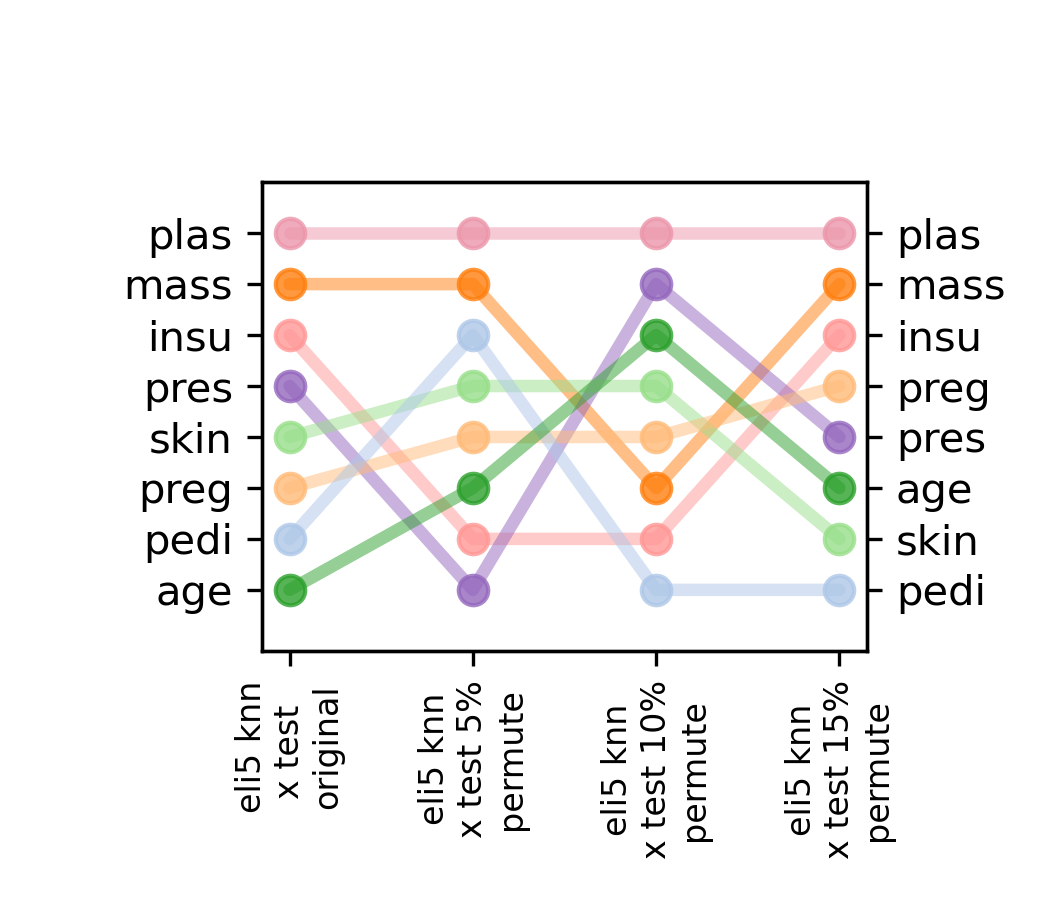 plas
mass
insu
pres
skin
preg
pedi
age
plas
mass
insu
preg
pres
age
skin
pedi
eli5 knn
x test
original
eli5 knn
x test 5%
permute
eli5 knn
x test 10%
permute
eli5 knn
x test 15%
permute